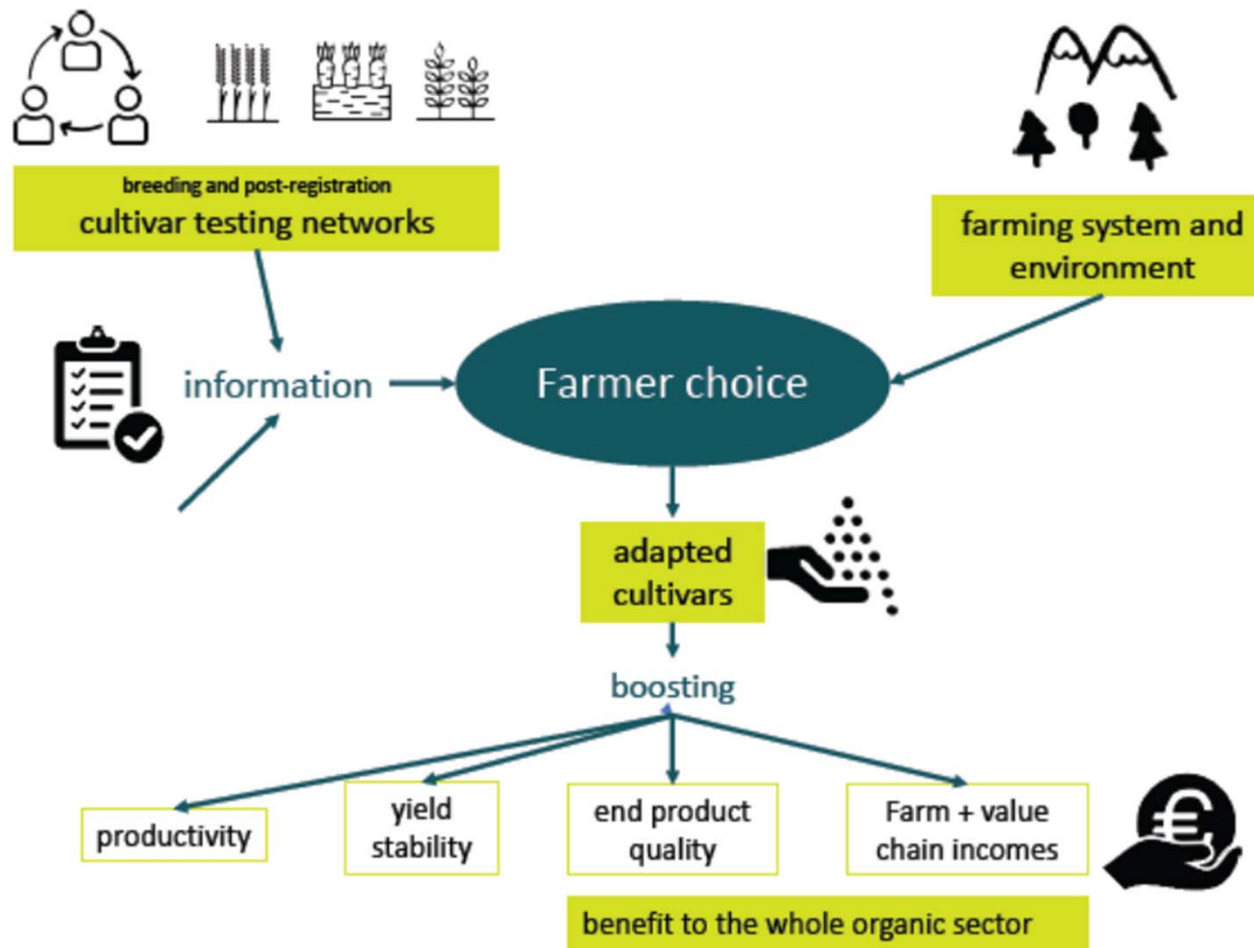 breeding and post-registration
cultivar testing networks
farming system and
environment
information
Farmer choice
adapted
cultivars
boosting
productivity
yield
stability
end product
quality
Farm + value
chain incomes
€
benefit to the whole organic sector